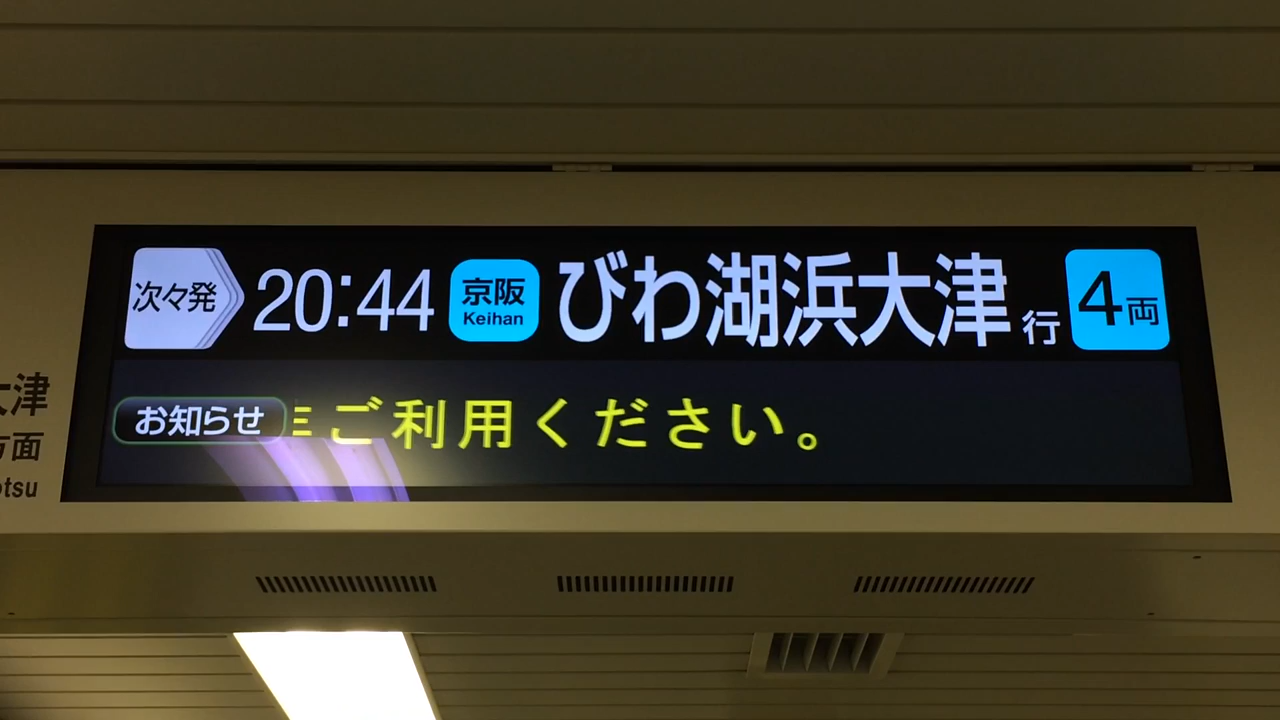 次々発 20:44 京阪 びわ湖浜大津 行 4両
Keihan
お知らせ ご利用ください。
大津
方面
otsu